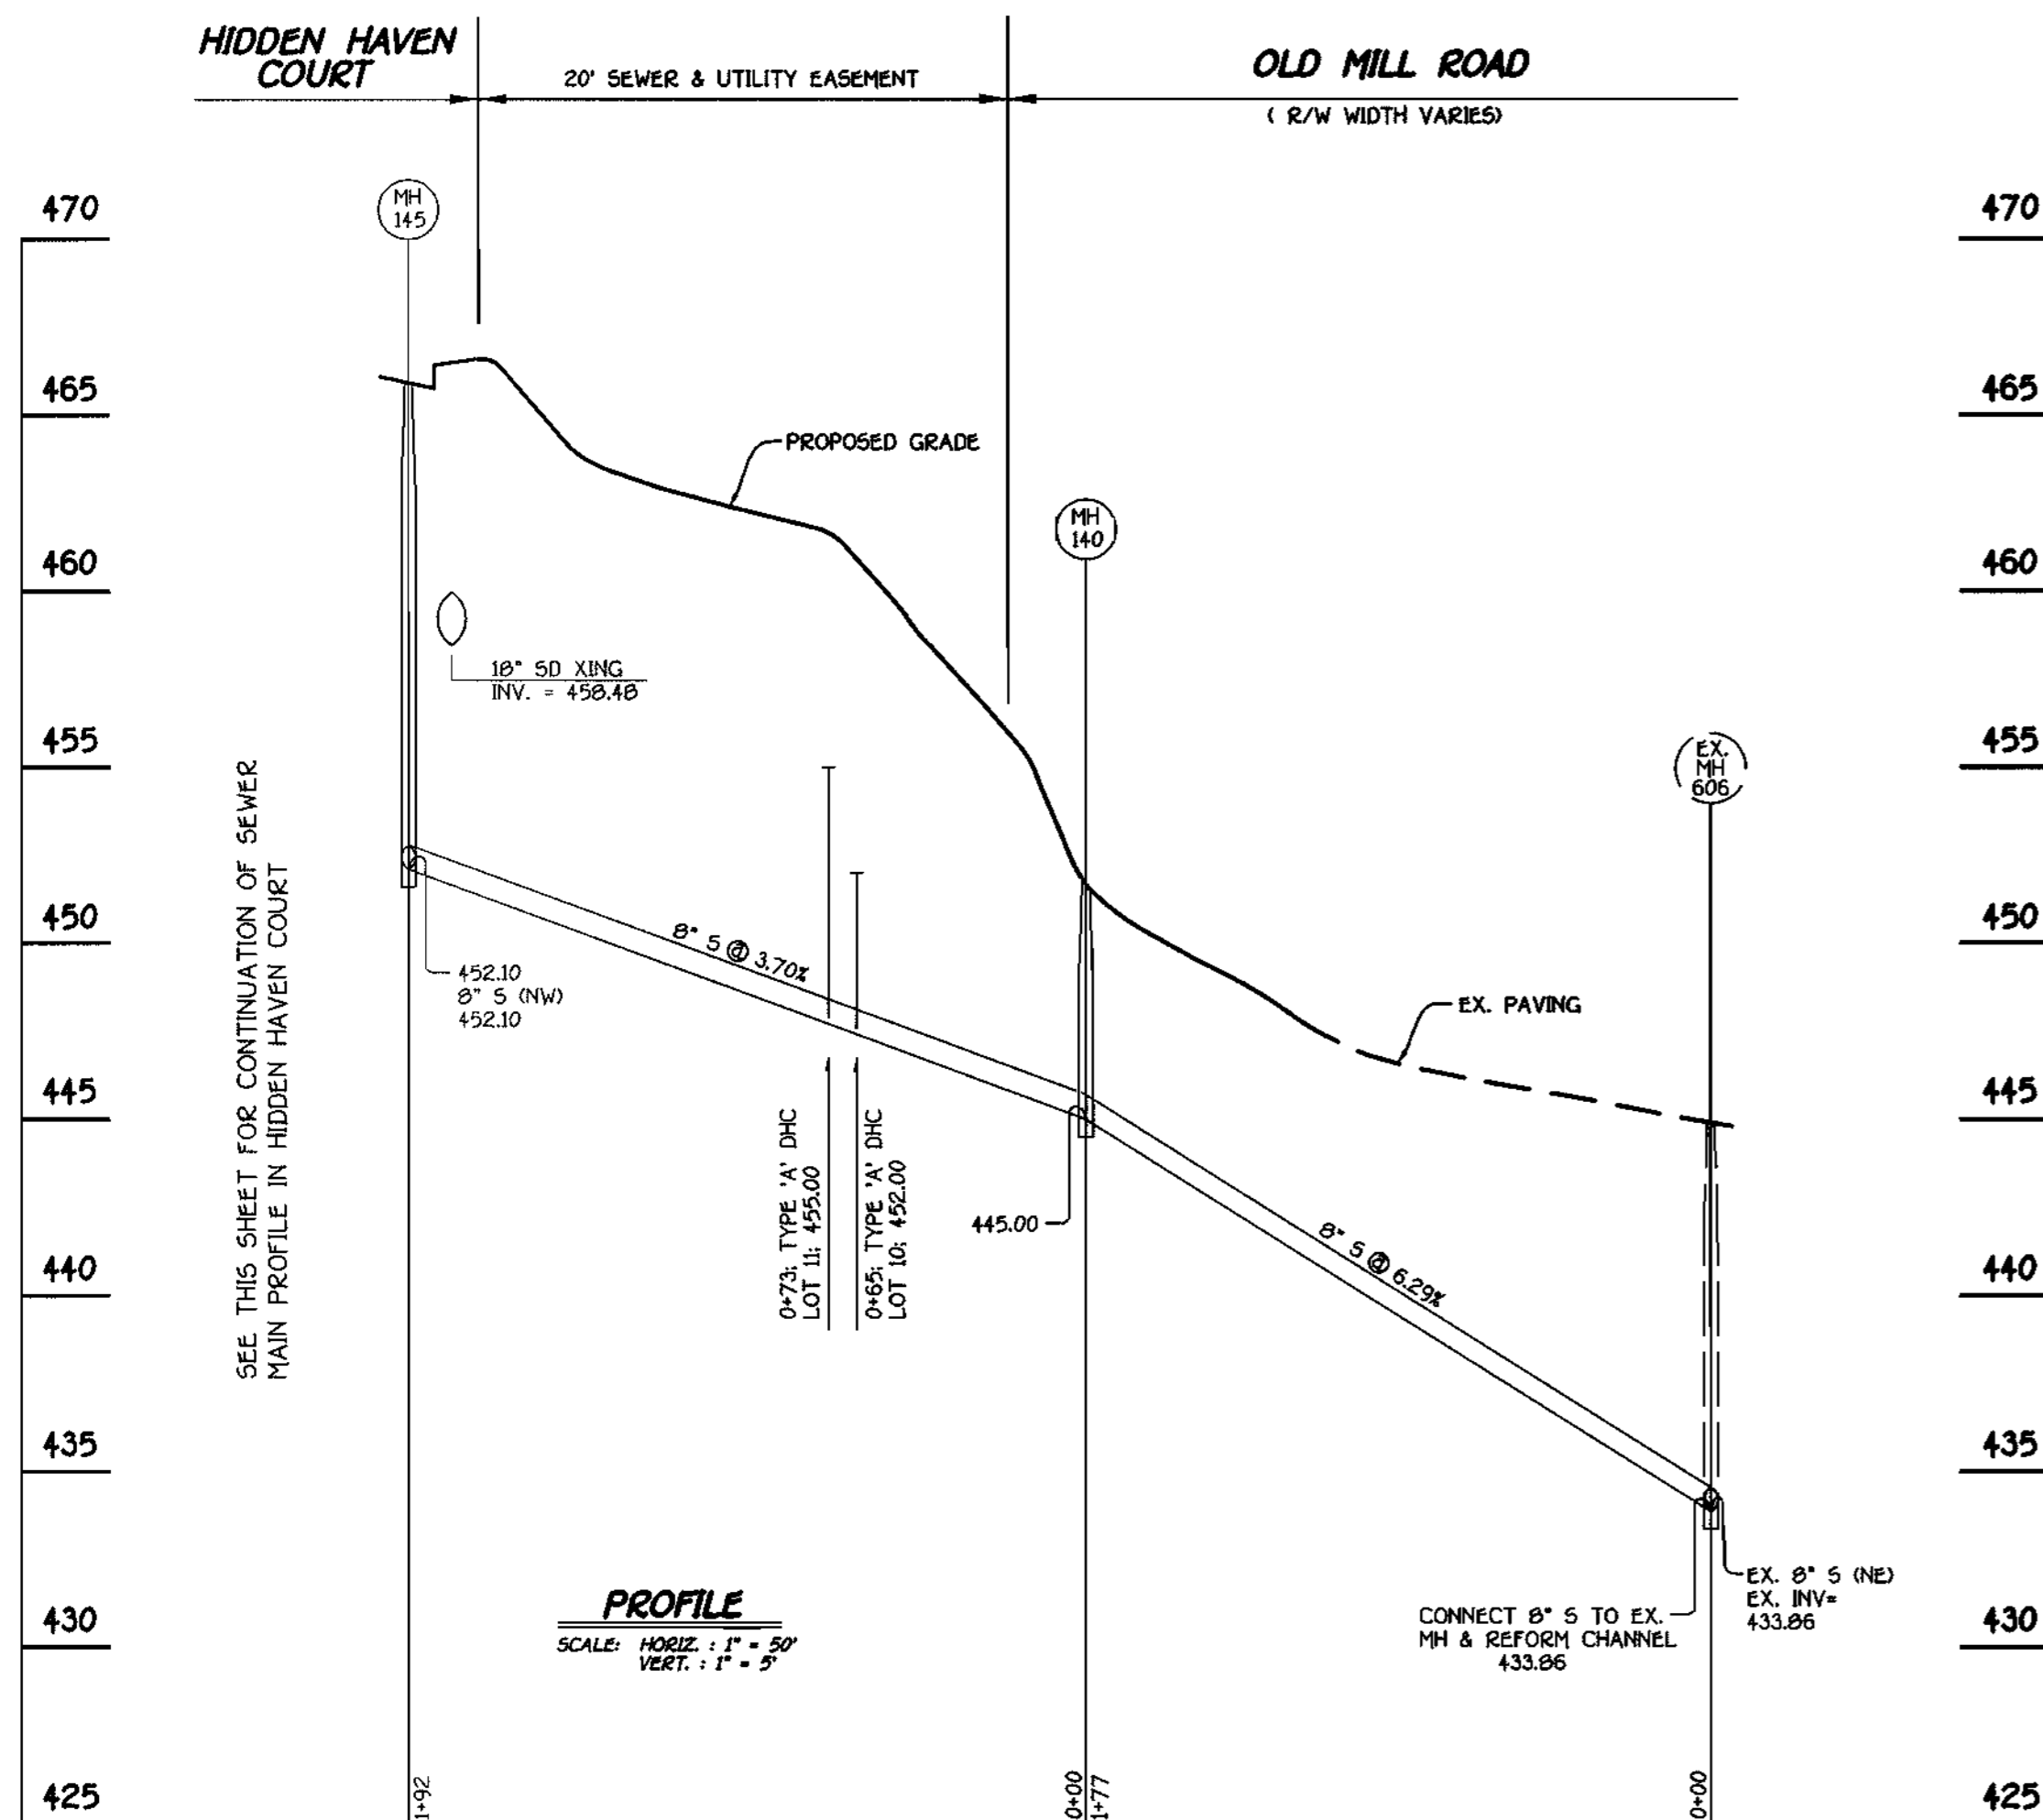 HIDDEN HAVEN
COURT
20' SEWER & UTILITY EASEMENT
OLD MILL ROAD
( R/W WIDTH VARIES)
MH
145
470
470
465
465
PROPOSED GRADE
MH
140
460
460
18" SD XING
INV. = 458.48
455
455
EX.
MH
606
SEE THIS SHEET FOR CONTINUATION OF SEWER
MAIN PROFILE IN HIDDEN HAVEN COURT
450
450
8" S @ 3.70%
452.10
8" S (NW)
452.10
EX. PAVING
445
445
0+73; TYPE 'A' DHC
LOT 11; 455.00
0+65; TYPE 'A' DHC
LOT 10; 452.00
445.00
8" S @ 6.29%
440
440
435
435
EX. 8" S (NE)
EX. INV=
433.86
CONNECT 8" S TO EX.
MH & REFORM CHANNEL
433.86
430
430
PROFILE
SCALE: HORIZ. : 1" = 50'
VERT. : 1" = 5'
425
425
1+92
0+00
1+77
0+00